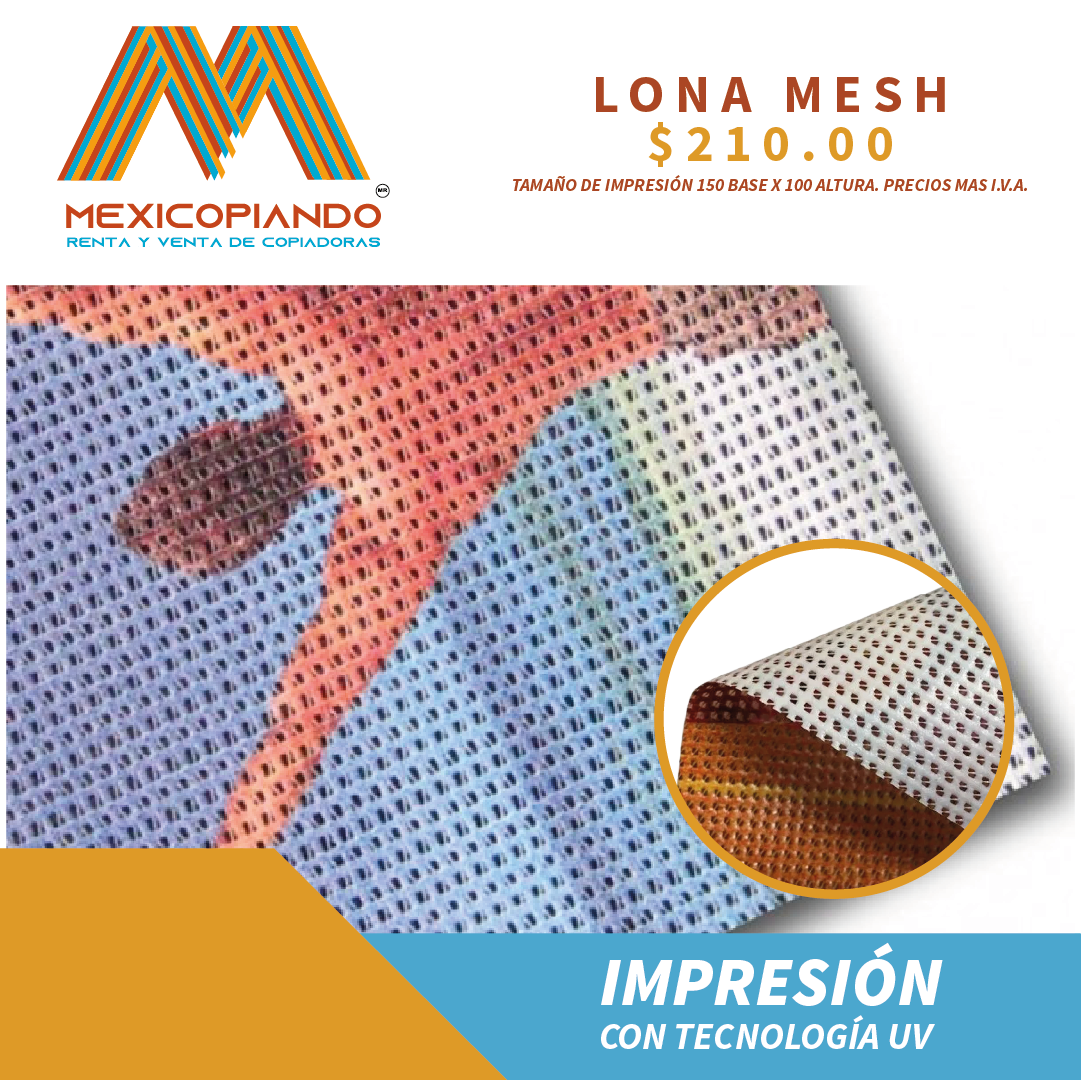 LONA MESH
$210.00
TAMAÑO DE IMPRESIÓN 150 BASE X 100 ALTURA. PRECIOS MAS I.V.A.
MR
MEXICOPIANDO
RENTA Y VENTA DE COPIADORAS
IMPRESIÓN
CON TECNOLOGÍA UV